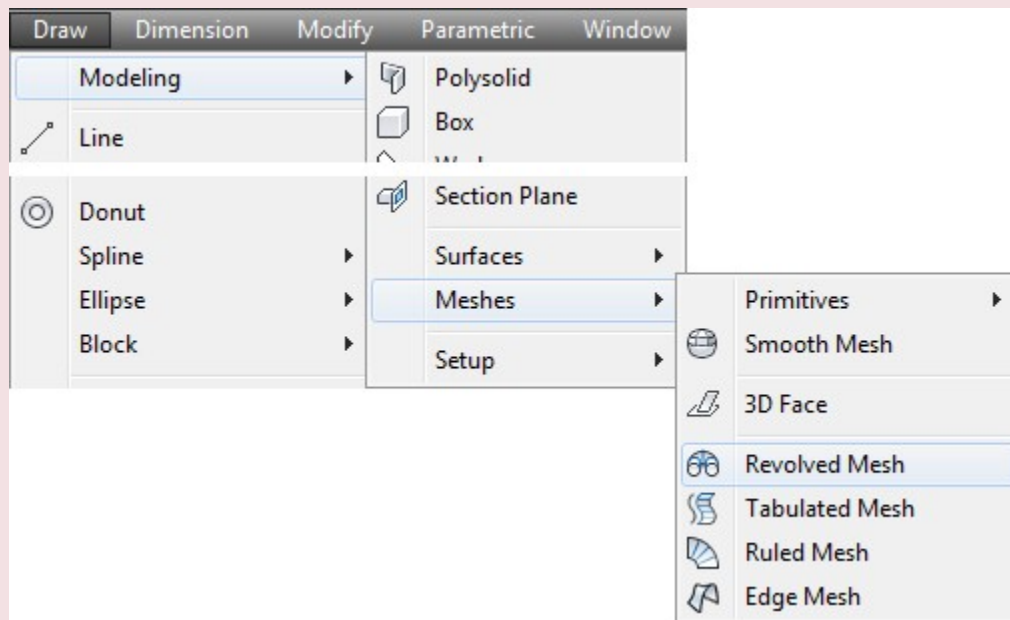 Draw Dimension Modify Parametric Window
Modeling
Line
Donut
Spline
Ellipse
Block
Polysolid
Box
Section Plane
Surfaces
Meshes
Setup
Primitives
Smooth Mesh
3D Face
Revolved Mesh
Tabulated Mesh
Ruled Mesh
Edge Mesh